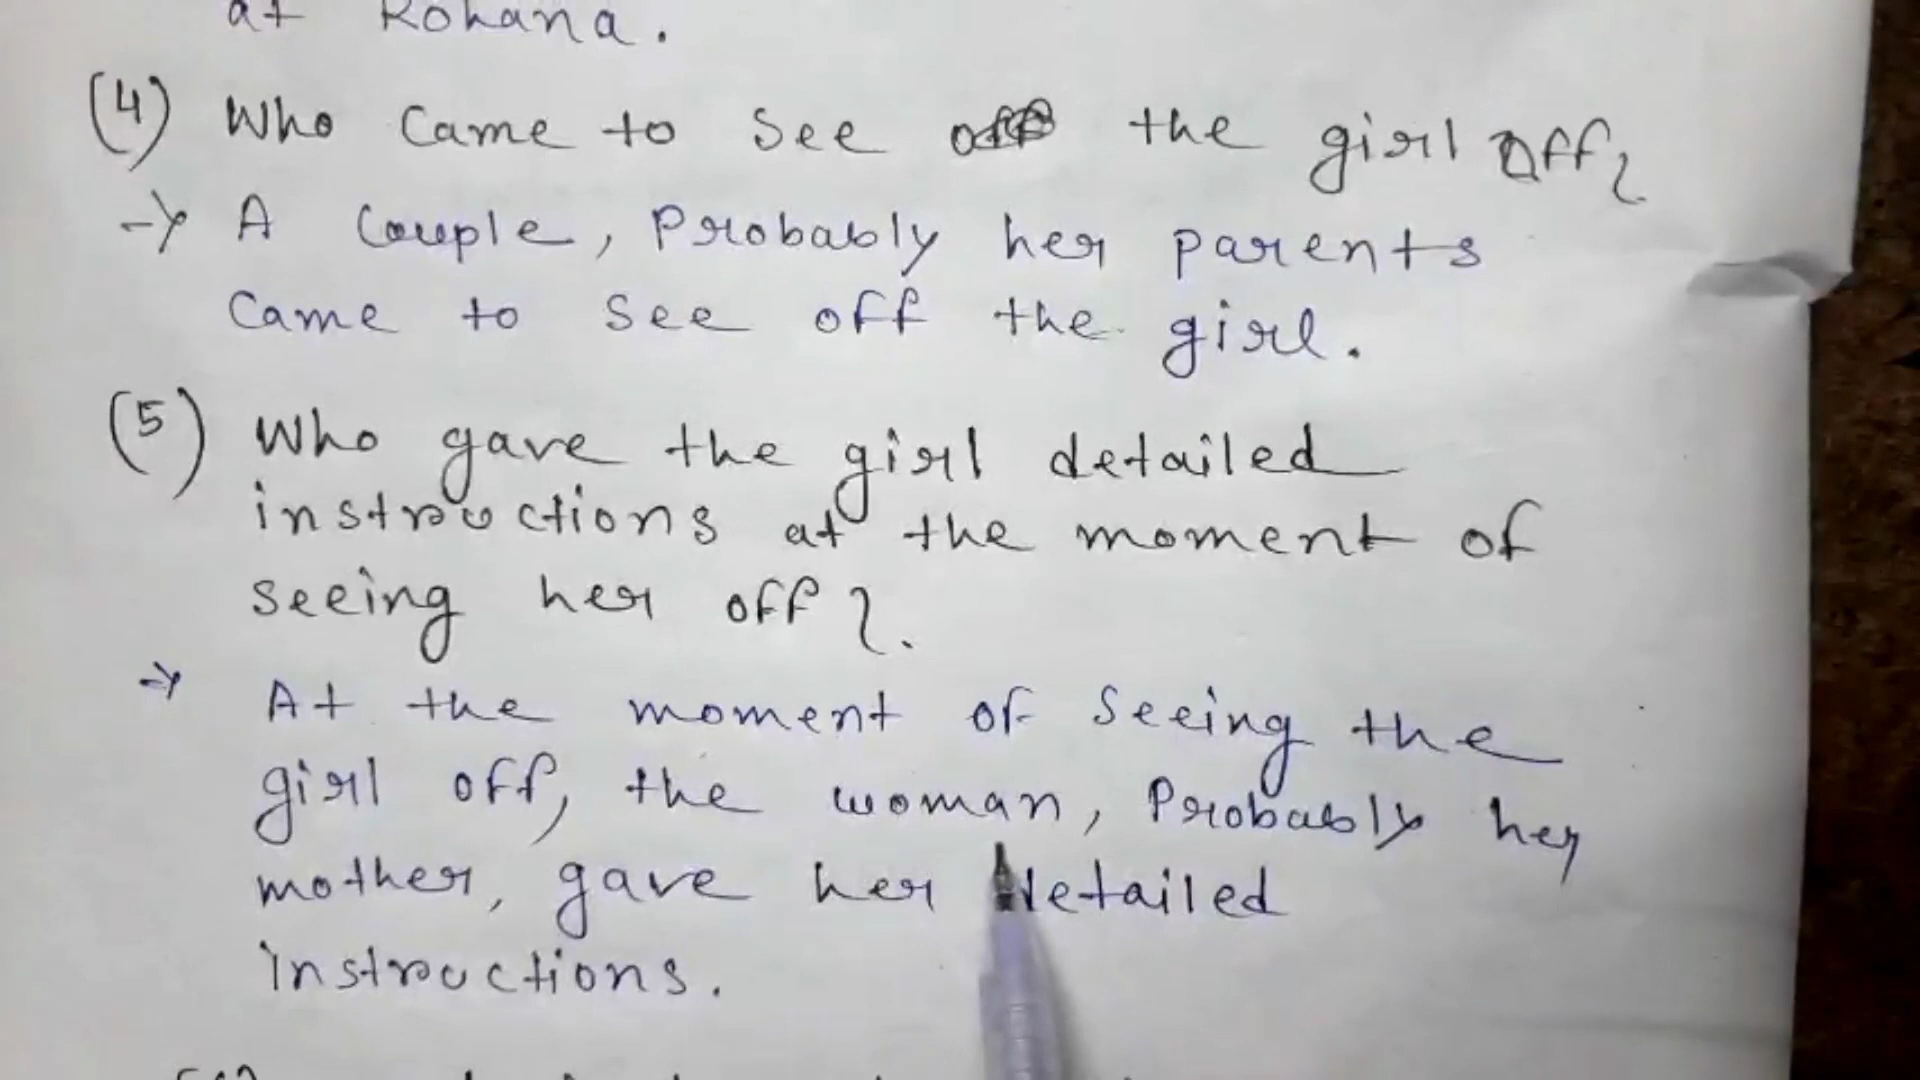 at Rohana.
(4) Who Came to See off the girl Off?
→ A Couple, Probably her parents
Came to See off the girl.
(5) Who gave the girl detailed
instructions at the moment of
seeing her off?.
→ At the moment of Seeing the
girl off, the woman, Probably her
mother, gave her detailed
instructions.